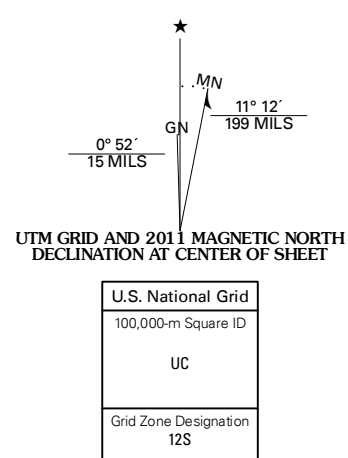 ★
MN
11° 12´
199 MILS
GN
0° 52´
15 MILS
UTM GRID AND 2011 MAGNETIC NORTH
DECLINATION AT CENTER OF SHEET
U.S. National Grid
100,000-m Square ID
UC
Grid Zone Designation
12S